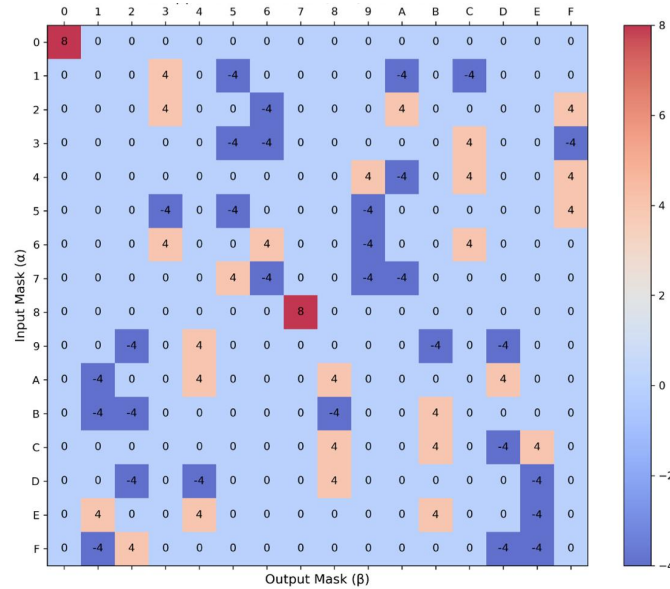 0 1 2 3 4 5 6 7 8 9 A B C D E F
0 8 0 0 0 0 0 0 0 0 0 0 0 0 0 0 0 8
1 0 0 0 4 0 -4 0 0 0 0 -4 0 -4 0 0 0
2 0 0 0 4 0 0 -4 0 0 0 4 0 0 0 0 4 6
3 0 0 0 0 0 -4 -4 0 0 0 0 0 4 0 0 -4
4 0 0 0 0 0 0 0 0 0 4 -4 0 4 0 0 4 4
5 0 0 0 -4 0 -4 0 0 0 -4 0 0 0 0 0 4
6 0 0 0 4 0 0 4 0 0 -4 0 0 4 0 0 0 2
7 0 0 0 0 0 4 -4 0 0 -4 -4 0 0 0 0 0
Input Mask (α)
8 0 0 0 0 0 0 0 8 0 0 0 0 0 0 0 0
9 0 0 -4 0 4 0 0 0 0 0 0 -4 0 -4 0 0 0
A 0 -4 0 0 4 0 0 0 4 0 0 0 0 4 0 0
B 0 -4 -4 0 0 0 0 0 -4 0 0 4 0 0 0 0
C 0 0 0 0 0 0 0 0 4 0 0 4 0 -4 4 0 −2
D 0 0 -4 0 -4 0 0 0 4 0 0 0 0 0 -4 0
E 0 4 0 0 4 0 0 0 0 0 0 4 0 0 -4 0
F 0 -4 4 0 0 0 0 0 0 0 0 0 0 -4 -4 0 −4
Output Mask (β)